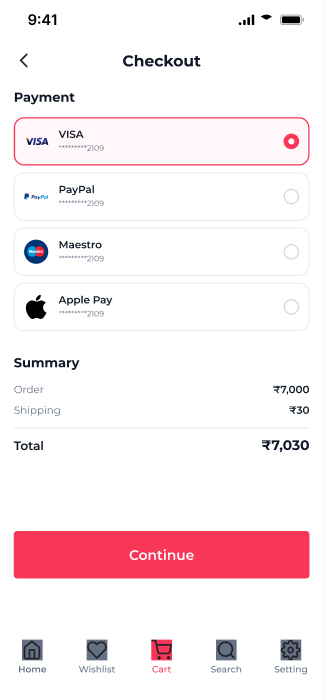 9:41
Checkout
Payment
VISA
VISA
*********2109
PayPal
PayPal
*********2109
Maestro
Maestro
*********2109
Apple Pay
*********2109
Summary
Order ₹7,000
Shipping ₹30
Total ₹7,030
Continue
Home Wishlist Cart Search Setting